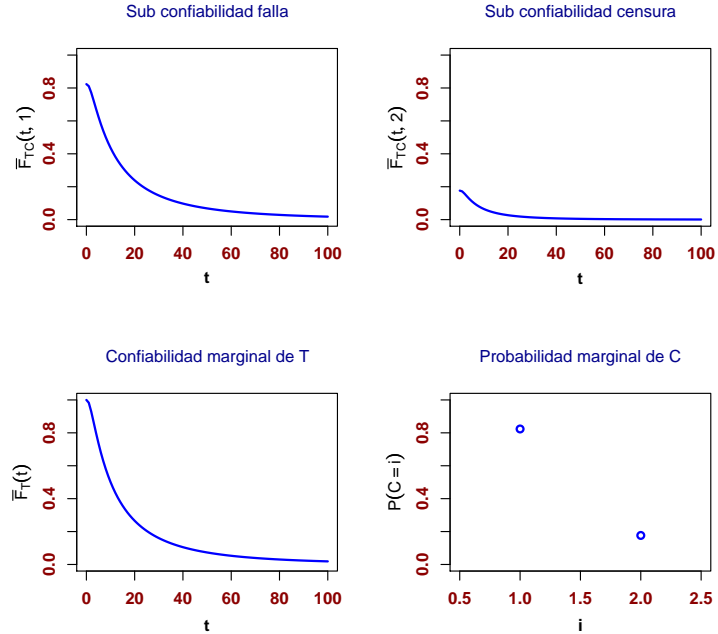 Sub confiabilidad falla
F̅_TC(t, 1)
0.0 0.4 0.8
0 20 40 60 80 100
t
Sub confiabilidad censura
F̅_TC(t, 2)
0.0 0.4 0.8
0 20 40 60 80 100
t
Confiabilidad marginal de T
F̅_T(t)
0.0 0.4 0.8
0 20 40 60 80 100
t
Probabilidad marginal de C
P(C = i)
0.0 0.4 0.8
0.5 1.0 1.5 2.0 2.5
i